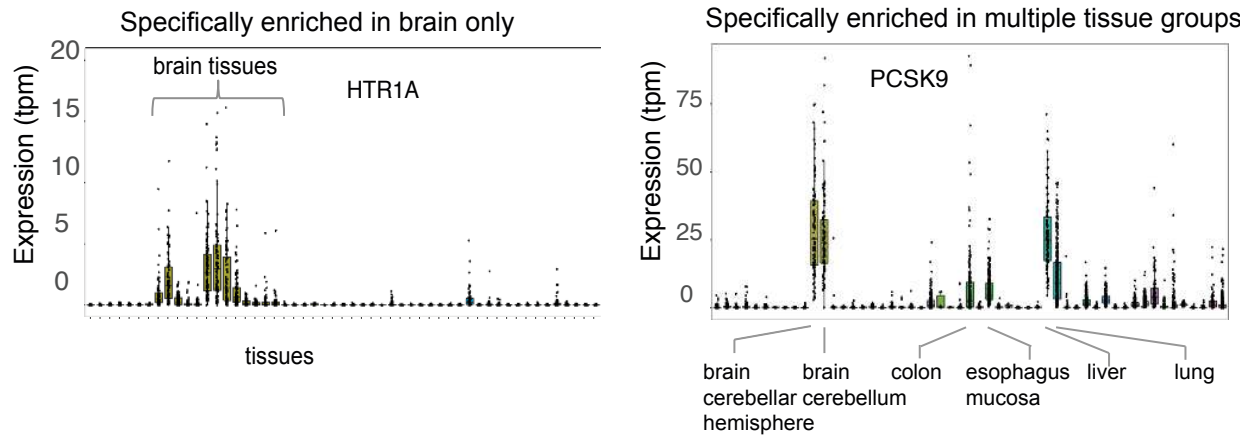 Specifically enriched in brain only
20
15
10
5
0
Expression (tpm)
brain tissues
HTR1A
tissues
Specifically enriched in multiple tissue groups
75
50
25
0
Expression (tpm)
PCSK9
brain cerebellar hemisphere
brain cerebellum
colon
esophagus mucosa
liver
lung